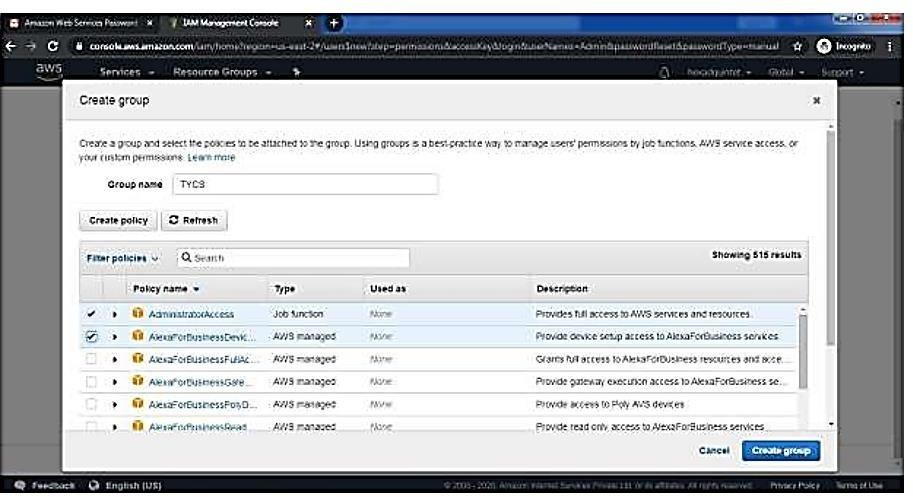 Amazon Web Services Password
IAM Management Console
console.aws.amazon.com/iam/home?region=us-east-2#/users$new?step=permissions&accessKey&login&userNames=Admin&passwordReset&passwordType=manual
Incognito
aws
Services
Resource Groups
Global
Support
Create group
Create a group and select the policies to be attached to the group. Using groups is a best-practice way to manage users' permissions by job functions, AWS service access, or
your custom permissions. Learn more
Group name
TYCS
Create policy
Refresh
Filter policies
Search
Showing 515 results
Policy name
Type
Used as
Description
AdministratorAccess
Job function
None
Provides full access to AWS services and resources.
AlexaForBusinessDevic...
AWS managed
None
Provide device setup access to AlexaForBusiness services
AlexaForBusinessFullAc...
AWS managed
None
Grants full access to AlexaForBusiness resources and acce...
AlexaForBusinessGate...
AWS managed
None
Provide gateway execution access to AlexaForBusiness se...
AlexaForBusinessPolyD...
AWS managed
None
Provide access to Poly AVS devices
AlexaForBusinessRead...
AWS managed
None
Provide read only access to AlexaForBusiness services
Cancel
Create group
Feedback
English (US)
© 2008 - 2020, Amazon Internet Services Private Ltd. or its affiliates. All rights reserved.
Privacy Policy
Terms of Use